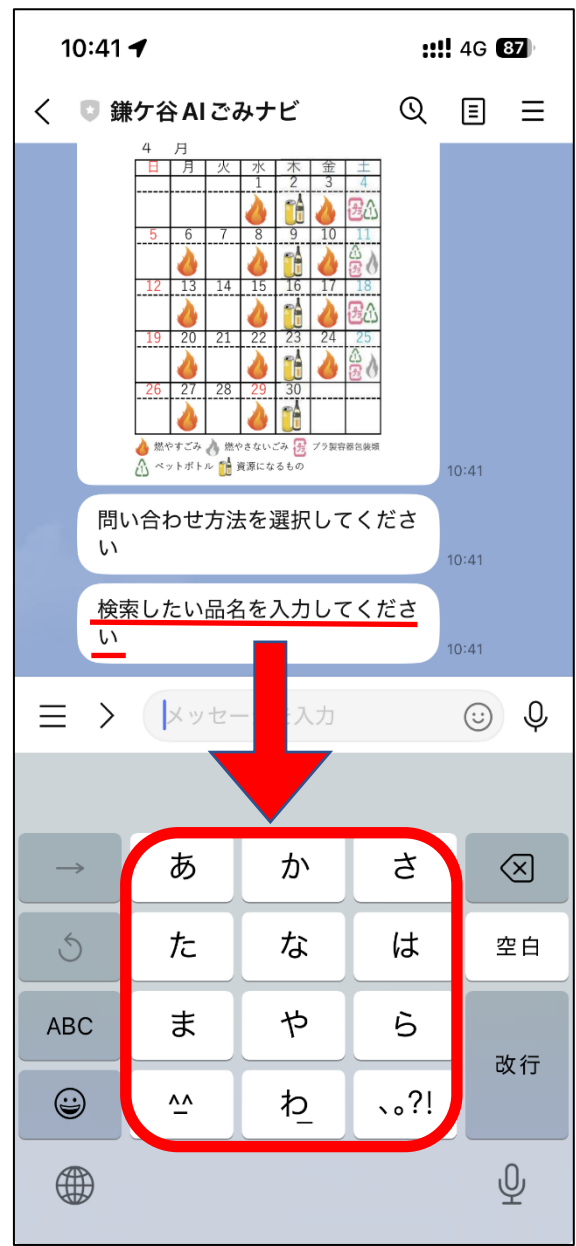 10:41
4G 87
鎌ケ谷AIごみナビ
4 月
日 月 火 水 木 金 土
1 2 3 4
5 6 7 8 9 10 11
12 13 14 15 16 17 18
19 20 21 22 23 24 25
26 27 28 29 30
燃やすごみ 燃やさないごみ プラ製容器包装類
ペットボトル 資源になるもの
10:41
問い合わせ方法を選択してくださ
い
10:41
検索したい品名を入力してくださ
い
10:41
メッセー 入力
→ あ か さ
た な は 空白
ABC ま や ら
改行
^_^ わ_ 、。?!